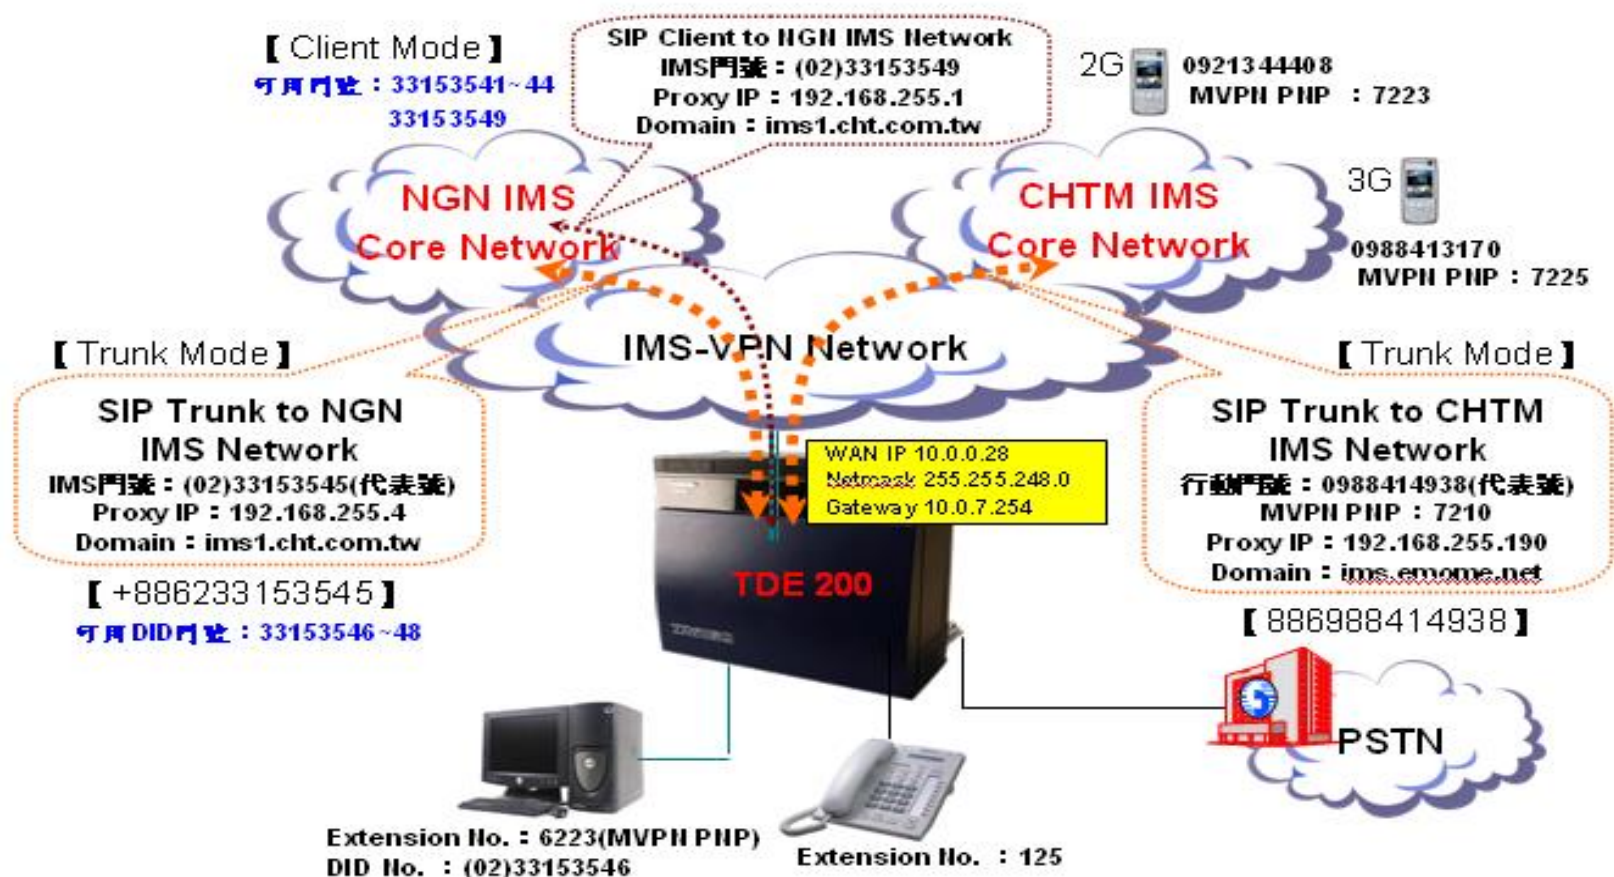 【 Client Mode 】
可用門號：33153541~44
33153549
SIP Client to NGN IMS Network
IMS門號：(02)33153549
Proxy IP：192.168.255.1
Domain：ims1.cht.com.tw
2G
0921344408
MVPN PNP ：7223
3G
0988413170
MVPN PNP：7225
NGN IMS
Core Network
CHTM IMS
Core Network
IMS-VPN Network
【 Trunk Mode 】
SIP Trunk to NGN
IMS Network
IMS門號：(02)33153545(代表號)
Proxy IP：192.168.255.4
Domain：ims1.cht.com.tw
【 +886233153545 】
可用DID門號：33153546~48
【 Trunk Mode 】
SIP Trunk to CHTM
IMS Network
行動門號：0988414938(代表號)
MVPN PNP：7210
Proxy IP：192.168.255.190
Domain：ims.emome.net
【 886988414938 】
WAN IP 10.0.0.28
Netmask 255.255.248.0
Gateway 10.0.7.254
TDE 200
PSTN
Extension No.：6223(MVPN PNP)
DID No. ：(02)33153546
Extension No. ：125